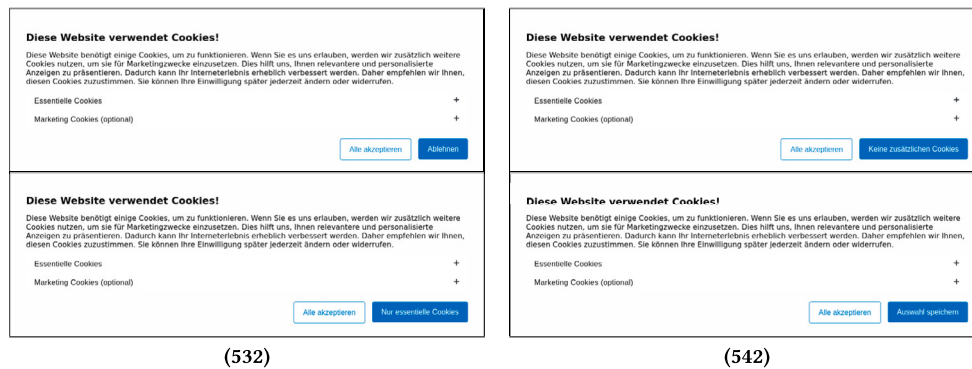 Diese Website verwendet Cookies!
Diese Website benötigt einige Cookies, um zu funktionieren. Wenn Sie es uns erlauben, werden wir zusätzlich weitere
Cookies nutzen, um sie für Marketingzwecke einzusetzen. Dies hilft uns, Ihnen relevantere und personalisierte
Anzeigen zu präsentieren. Dadurch kann Ihr Interneterlebnis erheblich verbessert werden. Daher empfehlen wir Ihnen,
diesen Cookies zuzustimmen. Sie können Ihre Einwilligung später jederzeit ändern oder widerrufen.
Essentielle Cookies +
Marketing Cookies (optional) +
Alle akzeptieren Ablehnen
Diese Website verwendet Cookies!
Diese Website benötigt einige Cookies, um zu funktionieren. Wenn Sie es uns erlauben, werden wir zusätzlich weitere
Cookies nutzen, um sie für Marketingzwecke einzusetzen. Dies hilft uns, Ihnen relevantere und personalisierte
Anzeigen zu präsentieren. Dadurch kann Ihr Interneterlebnis erheblich verbessert werden. Daher empfehlen wir Ihnen,
diesen Cookies zuzustimmen. Sie können Ihre Einwilligung später jederzeit ändern oder widerrufen.
Essentielle Cookies +
Marketing Cookies (optional) +
Alle akzeptieren Nur essentielle Cookies
(532)
Diese Website verwendet Cookies!
Diese Website benötigt einige Cookies, um zu funktionieren. Wenn Sie es uns erlauben, werden wir zusätzlich weitere
Cookies nutzen, um sie für Marketingzwecke einzusetzen. Dies hilft uns, Ihnen relevantere und personalisierte
Anzeigen zu präsentieren. Dadurch kann Ihr Interneterlebnis erheblich verbessert werden. Daher empfehlen wir Ihnen,
diesen Cookies zuzustimmen. Sie können Ihre Einwilligung später jederzeit ändern oder widerrufen.
Essentielle Cookies +
Marketing Cookies (optional) +
Alle akzeptieren Keine zusätzlichen Cookies
Diese Website verwendet Cookies!
Diese Website benötigt einige Cookies, um zu funktionieren. Wenn Sie es uns erlauben, werden wir zusätzlich weitere
Cookies nutzen, um sie für Marketingzwecke einzusetzen. Dies hilft uns, Ihnen relevantere und personalisierte
Anzeigen zu präsentieren. Dadurch kann Ihr Interneterlebnis erheblich verbessert werden. Daher empfehlen wir Ihnen,
diesen Cookies zuzustimmen. Sie können Ihre Einwilligung später jederzeit ändern oder widerrufen.
Essentielle Cookies +
Marketing Cookies (optional) +
Alle akzeptieren Auswahl speichern
(542)